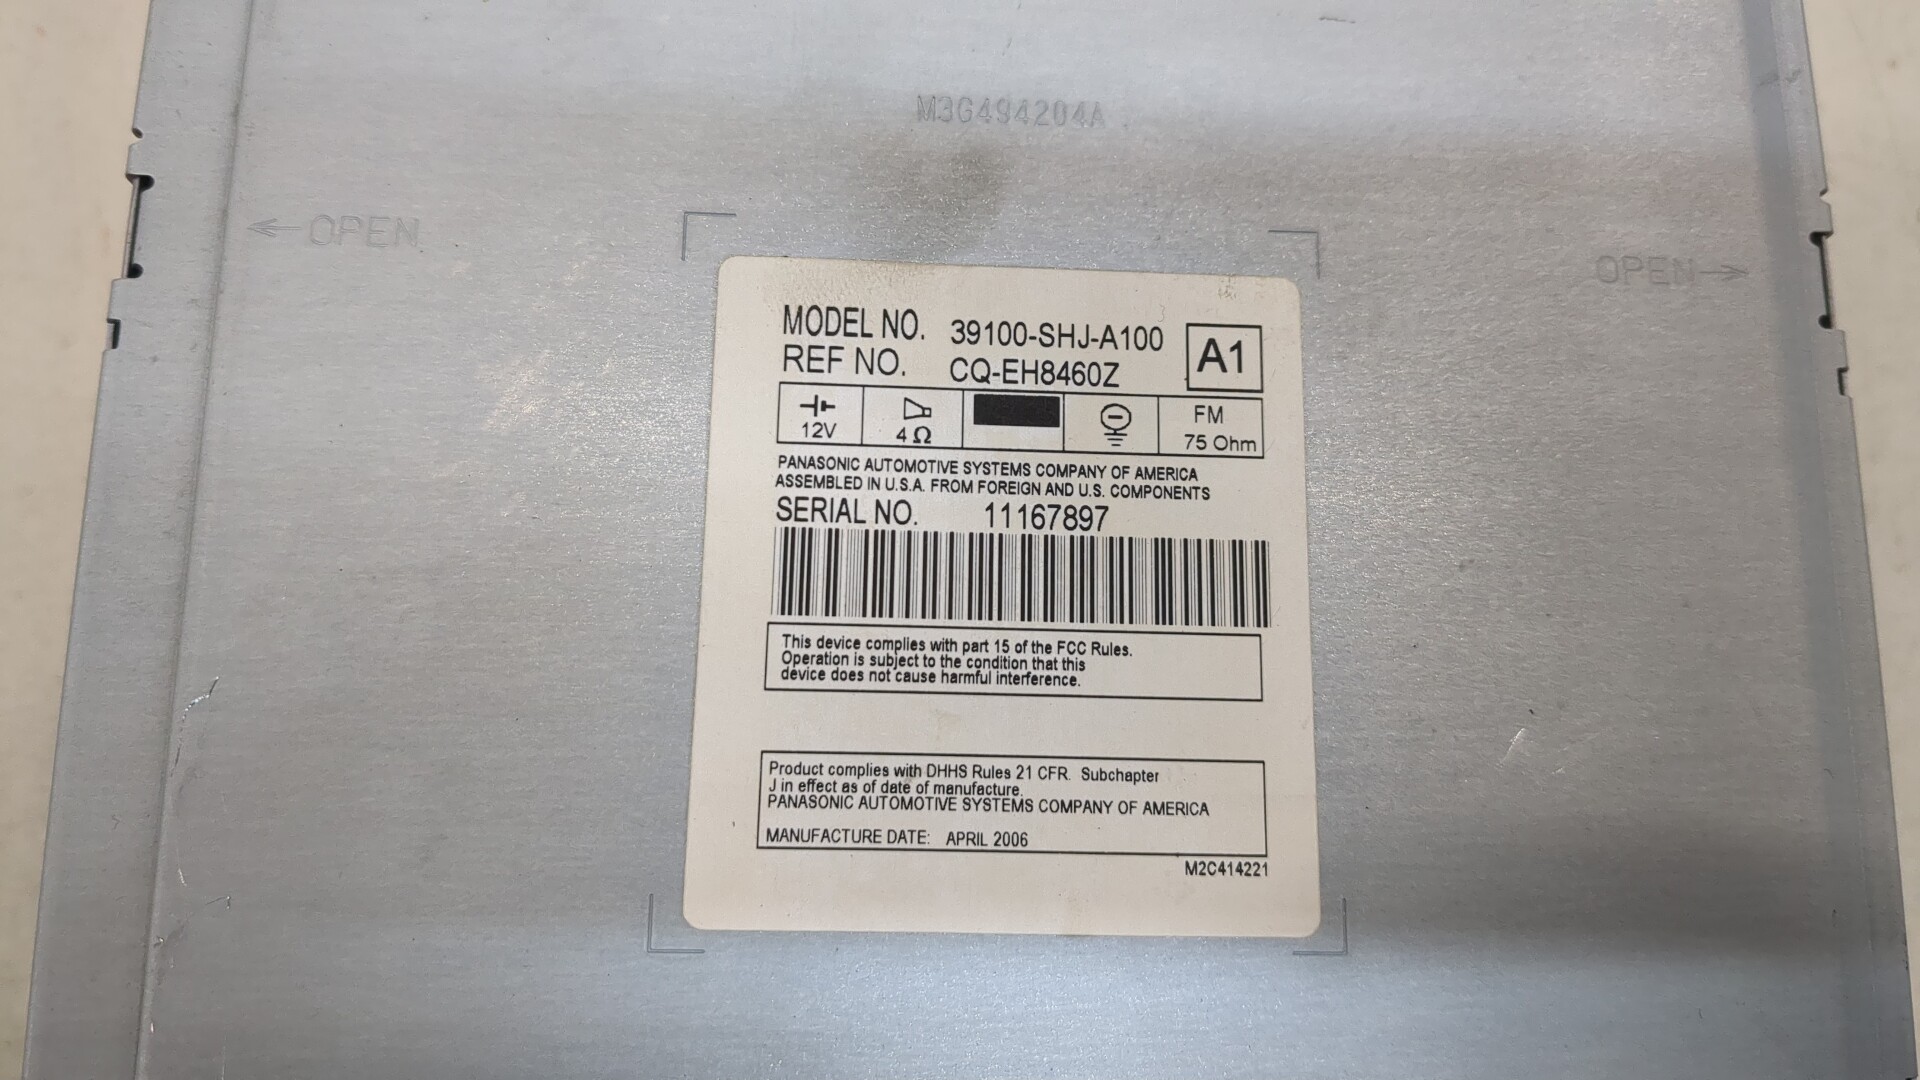 M3G494204A
←OPEN
OPEN→
MODEL NO. 39100-SHJ-A100
REF NO. CQ-EH8460Z
A1
12V
4Ω
FM
75 Ohm
PANASONIC AUTOMOTIVE SYSTEMS COMPANY OF AMERICA
ASSEMBLED IN U.S.A. FROM FOREIGN AND U.S. COMPONENTS
SERIAL NO. 11167897
This device complies with part 15 of the FCC Rules.
Operation is subject to the condition that this
device does not cause harmful interference.
Product complies with DHHS Rules 21 CFR. Subchapter
J in effect as of date of manufacture.
PANASONIC AUTOMOTIVE SYSTEMS COMPANY OF AMERICA
MANUFACTURE DATE: APRIL 2006
M2C414221